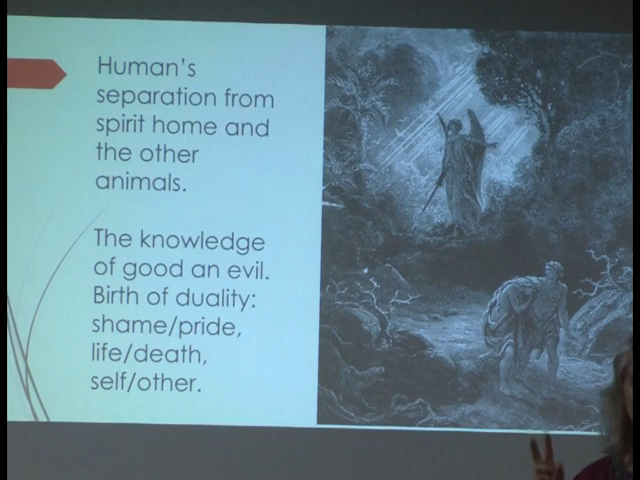 Human's
separation from
spirit home and
the other
animals.
The knowledge
of good an evil.
Birth of duality:
shame/pride,
life/death,
self/other.